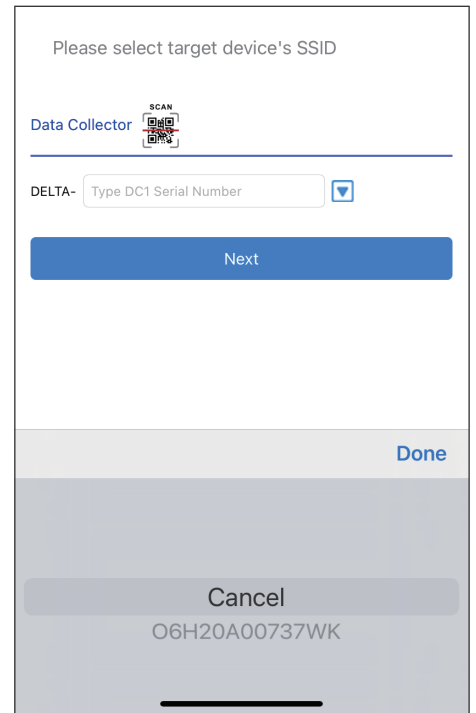 Please select target device's SSID
SCAN
Data Collector
DELTA- Type DC1 Serial Number
Next
Done
Cancel
O6H20A00737WK